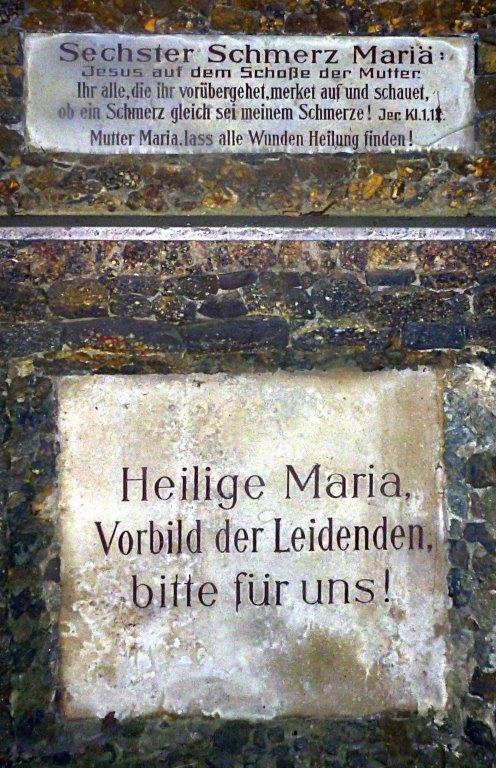 Sechster Schmerz Mariä:
Jesus auf dem Schoße der Mutter.
Ihr alle, die ihr vorübergehet, merket auf und schauet,
ob ein Schmerz gleich sei meinem Schmerze! Jer. Kl. 1.12.
Mutter Maria, lass alle Wunden Heilung finden!
Heilige Maria,
Vorbild der Leidenden,
bitte für uns!